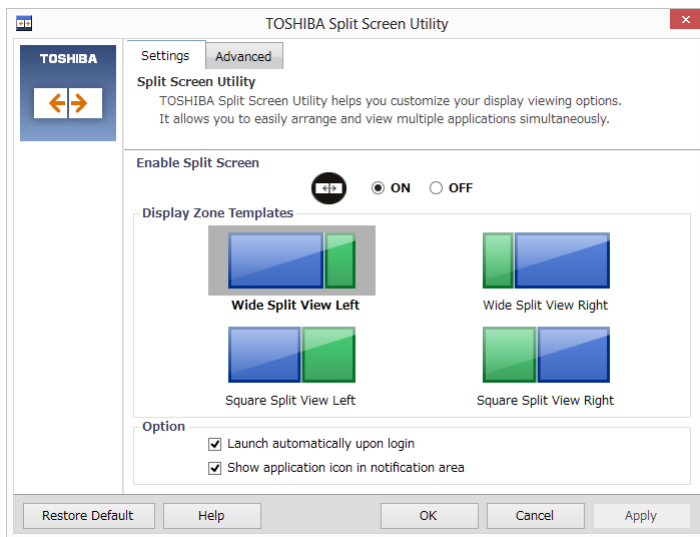 TOSHIBA Split Screen Utility
TOSHIBA
Settings
Advanced
Split Screen Utility
TOSHIBA Split Screen Utility helps you customize your display viewing options.
It allows you to easily arrange and view multiple applications simultaneously.
Enable Split Screen
ON
OFF
Display Zone Templates
Wide Split View Left
Wide Split View Right
Square Split View Left
Square Split View Right
Option
Launch automatically upon login
Show application icon in notification area
Restore Default
Help
OK
Cancel
Apply